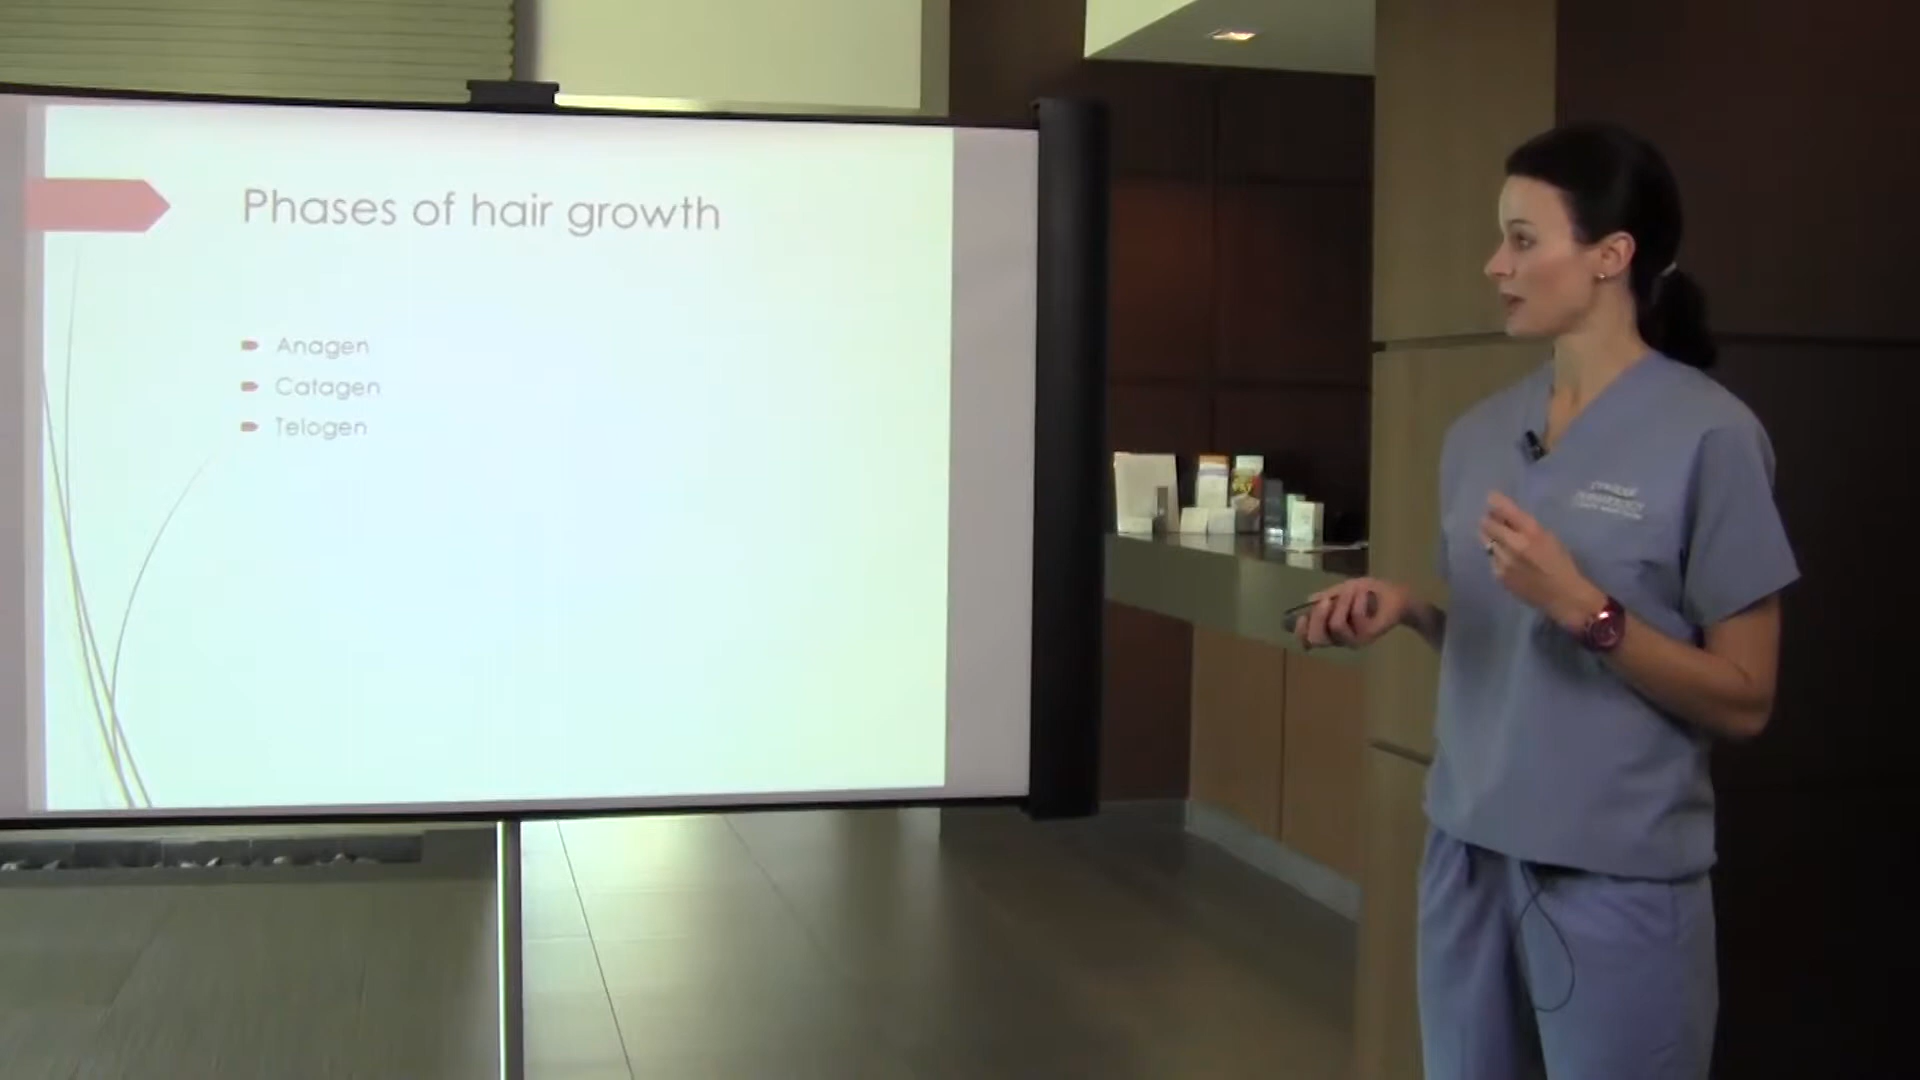 Phases of hair growth
Anagen
Catagen
Telogen